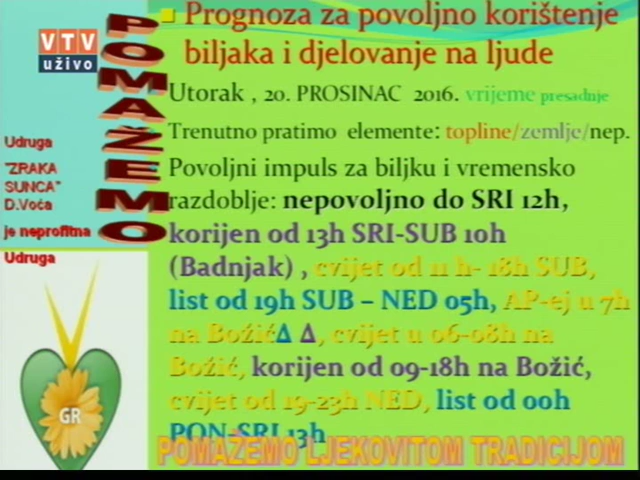 VTV
uživo
POMAŽEMO
Udruga
"ZRAKA
SUNCA"
D.Voća
je neprofitna
Udruga
GR
Prognoza za povoljno korištenje
biljaka i djelovanje na ljude
Utorak , 20. PROSINAC 2016. vrijeme presadnje
Trenutno pratimo elemente: topline/zemlje/nep.
Povoljni impuls za biljku i vremensko
razdoblje: nepovoljno do SRI 12h,
korijen od 13h SRI-SUB 10h
(Badnjak) , cvijet od 11 h- 18h SUB,
list od 19h SUB – NED 05h, AP-ej u 7h
na BožićΔ Δ, cvijet u 06-08h na
Božić, korijen od 09-18h na Božić,
cvijet od 19-23h NED, list od 00h
PON-SRI 13h
POMAŽEMO LJEKOVITOM TRADICIJOM